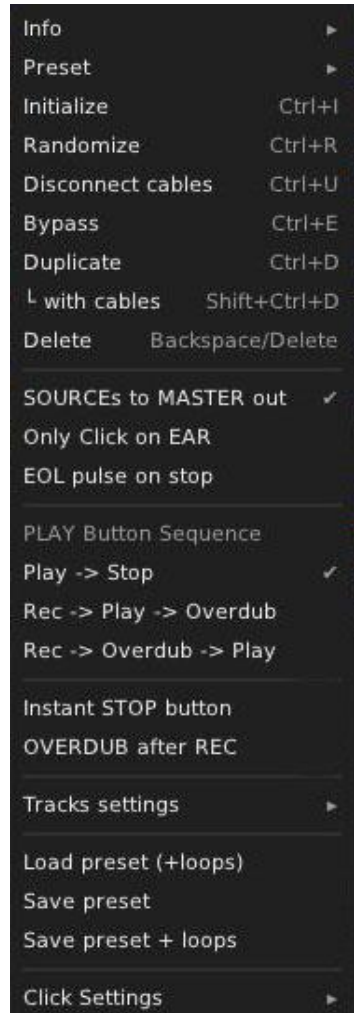 Info ▸
Preset ▸
Initialize Ctrl+I
Randomize Ctrl+R
Disconnect cables Ctrl+U
Bypass Ctrl+E
Duplicate Ctrl+D
└ with cables Shift+Ctrl+D
Delete Backspace/Delete
SOURCEs to MASTER out ✔
Only Click on EAR
EOL pulse on stop
PLAY Button Sequence
Play -> Stop ✔
Rec -> Play -> Overdub
Rec -> Overdub -> Play
Instant STOP button
OVERDUB after REC
Tracks settings ▸
Load preset (+loops)
Save preset
Save preset + loops
Click Settings ▸